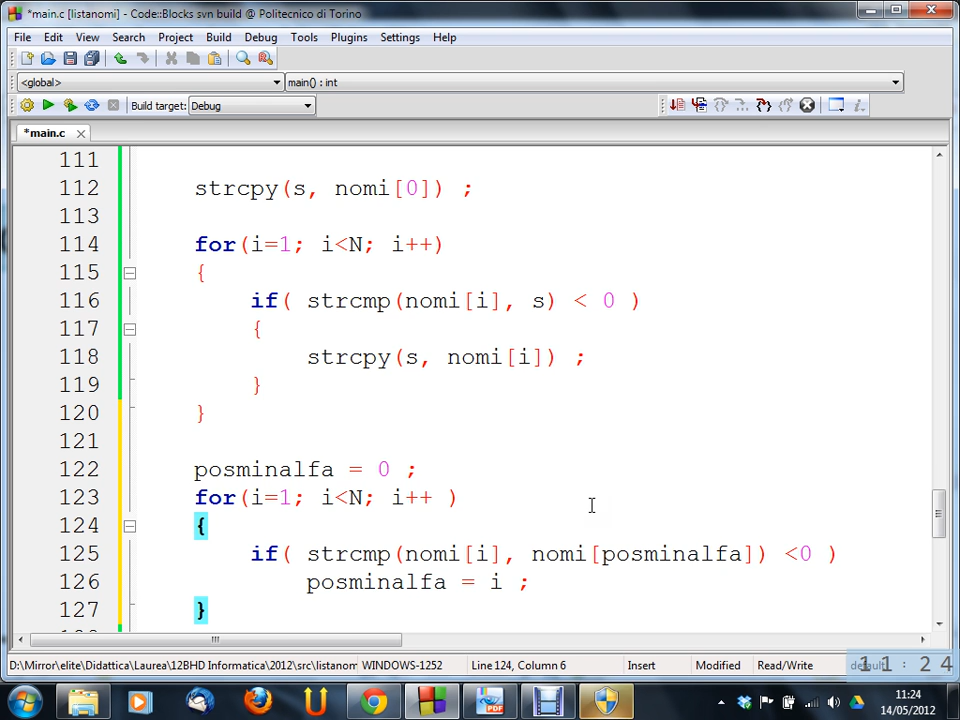 *main.c [listanomi] - Code::Blocks svn build @ Politecnico di Torino
File Edit View Search Project Build Debug Tools Plugins Settings Help
<global> main() : int
Build target: Debug
*main.c
111
112 strcpy(s, nomi[0]) ;
113
114 for(i=1; i<N; i++)
115 {
116 if( strcmp(nomi[i], s) < 0 )
117 {
118 strcpy(s, nomi[i]) ;
119 }
120 }
121
122 posminalfa = 0 ;
123 for(i=1; i<N; i++ )
124 {
125 if( strcmp(nomi[i], nomi[posminalfa]) <0 )
126 posminalfa = i ;
127 }
D:\Mirror\elite\Didattica\Laurea\12BHD Informatica\2012\src\listanom WINDOWS-1252 Line 124, Column 6 Insert Modified Read/Write default
11:24
PDF
11:24
14/05/2012